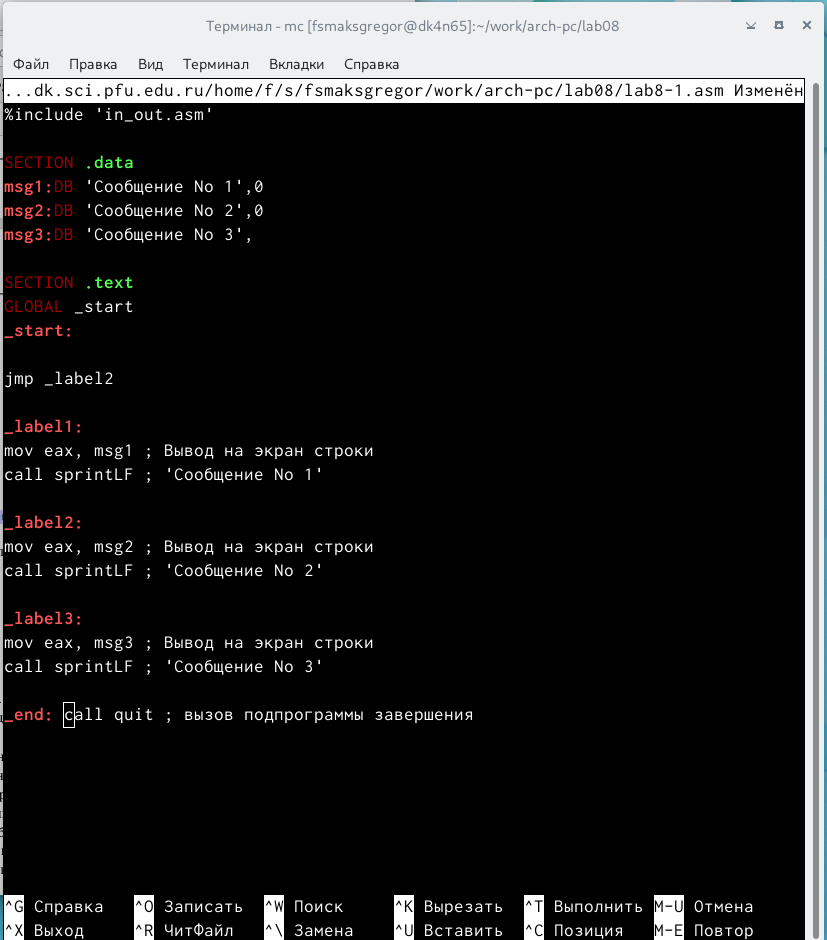 Терминал - mc [fsmaksgregor@dk4n65]:~/work/arch-pc/lab08
Файл Правка Вид Терминал Вкладки Справка
...dk.sci.pfu.edu.ru/home/f/s/fsmaksgregor/work/arch-pc/lab08/lab8-1.asm Изменён
%include 'in_out.asm'
SECTION .data
msg1:DB 'Сообщение No 1',0
msg2:DB 'Сообщение No 2',0
msg3:DB 'Сообщение No 3',
SECTION .text
GLOBAL _start
_start:
jmp _label2
_label1:
mov eax, msg1 ; Вывод на экран строки
call sprintLF ; 'Сообщение No 1'
_label2:
mov eax, msg2 ; Вывод на экран строки
call sprintLF ; 'Сообщение No 2'
_label3:
mov eax, msg3 ; Вывод на экран строки
call sprintLF ; 'Сообщение No 3'
_end: call quit ; вызов подпрограммы завершения
^G Справка ^O Записать ^W Поиск ^K Вырезать ^T Выполнить M-U Отмена
^X Выход ^R ЧитФайл ^\ Замена ^U Вставить ^C Позиция M-E Повтор